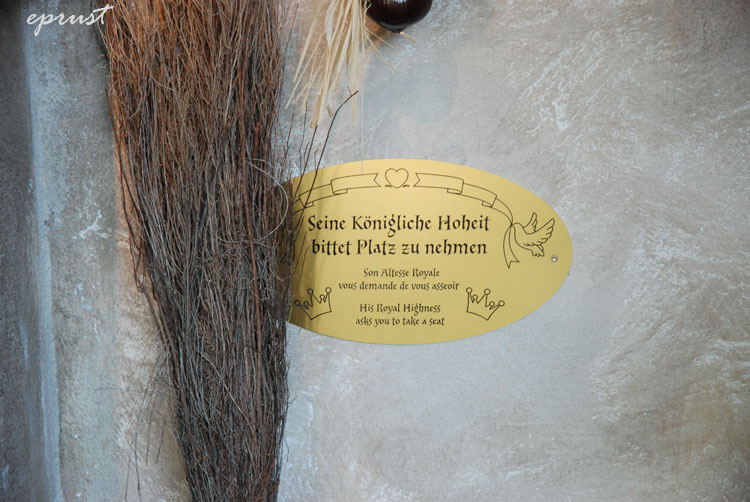 eprust
Seine Königliche Hoheit
bittet Platz zu nehmen
Son Altesse Royale
vous demande de vous asseoir
His Royal Highness
asks you to take a seat